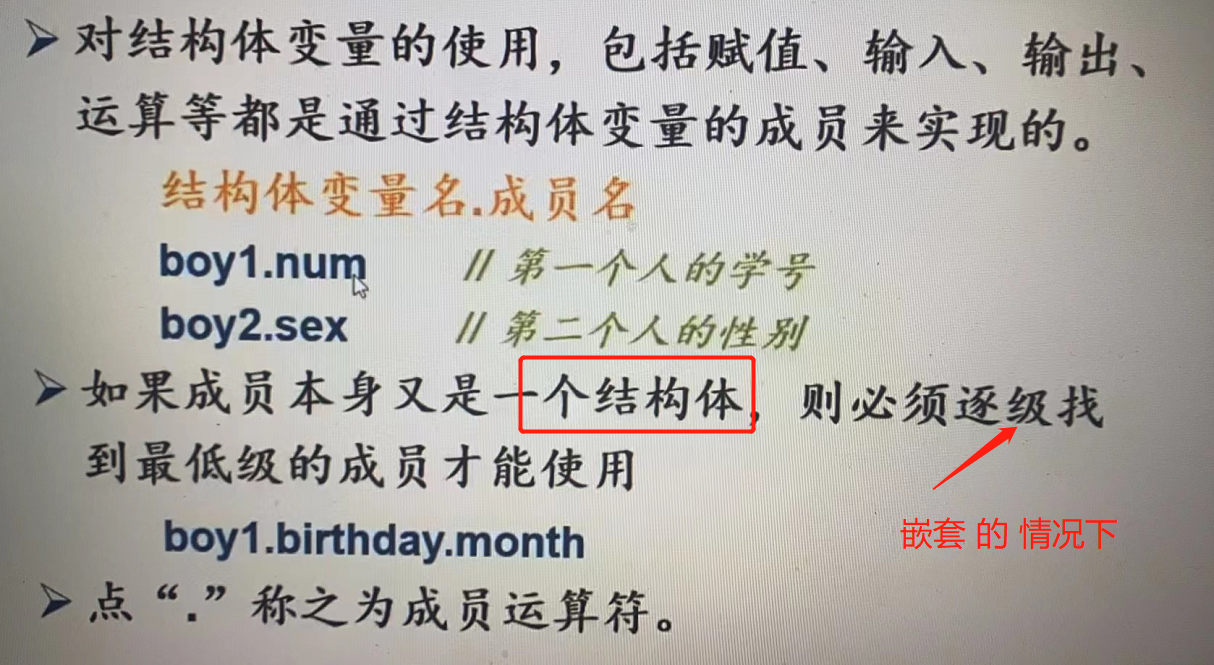 对结构体变量的使用，包括赋值、输入、输出、
运算等都是通过结构体变量的成员来实现的。
结构体变量名.成员名
boy1.num // 第一个人的学号
boy2.sex // 第二个人的性别
如果成员本身又是一个结构体，则必须逐级找
到最低级的成员才能使用
嵌套 的 情况下
boy1.birthday.month
点“.”称之为成员运算符。